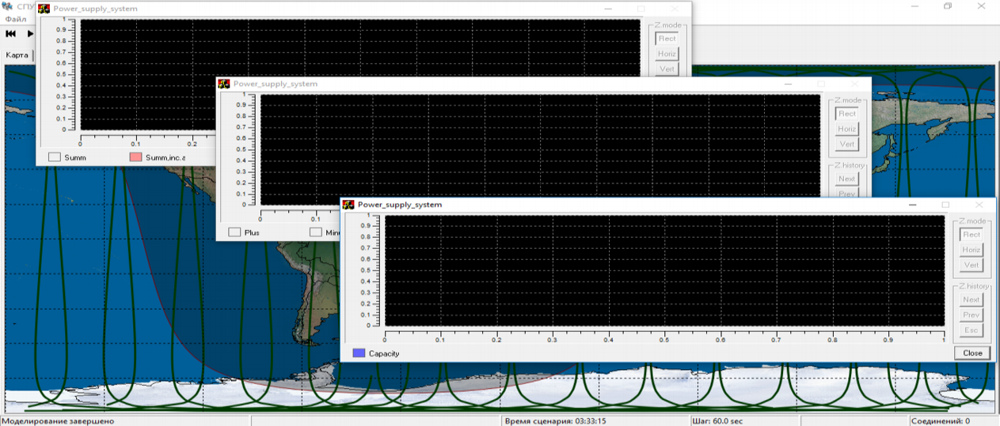 СПУ
Файл
Карта
Power_supply_system
1
0.9
0.8
0.7
0.6
0.5
0.4
0.3
0.2
0.1
0
0 0.1 0.2
Summ
Summ,inc.
Z.mode
Rect
Horiz
Vert
Power_supply_system
1
0.9
0.8
0.7
0.6
0.5
0.4
0.3
0.2
0.1
0
0 0.1
Plus
Z.mode
Rect
Horiz
Vert
Z.history
Next
Prev
Power_supply_system
1
0.9
0.8
0.7
0.6
0.5
0.4
0.3
0.2
0.1
0
0 0.1 0.2 0.3 0.4 0.5 0.6 0.7 0.8 0.9 1
Capacity
Z.mode
Rect
Horiz
Vert
Z.history
Next
Prev
Esc
Close
Моделирование завершено Время сценария: 03:33:15 Шаг: 60.0 sec Соединений: 0